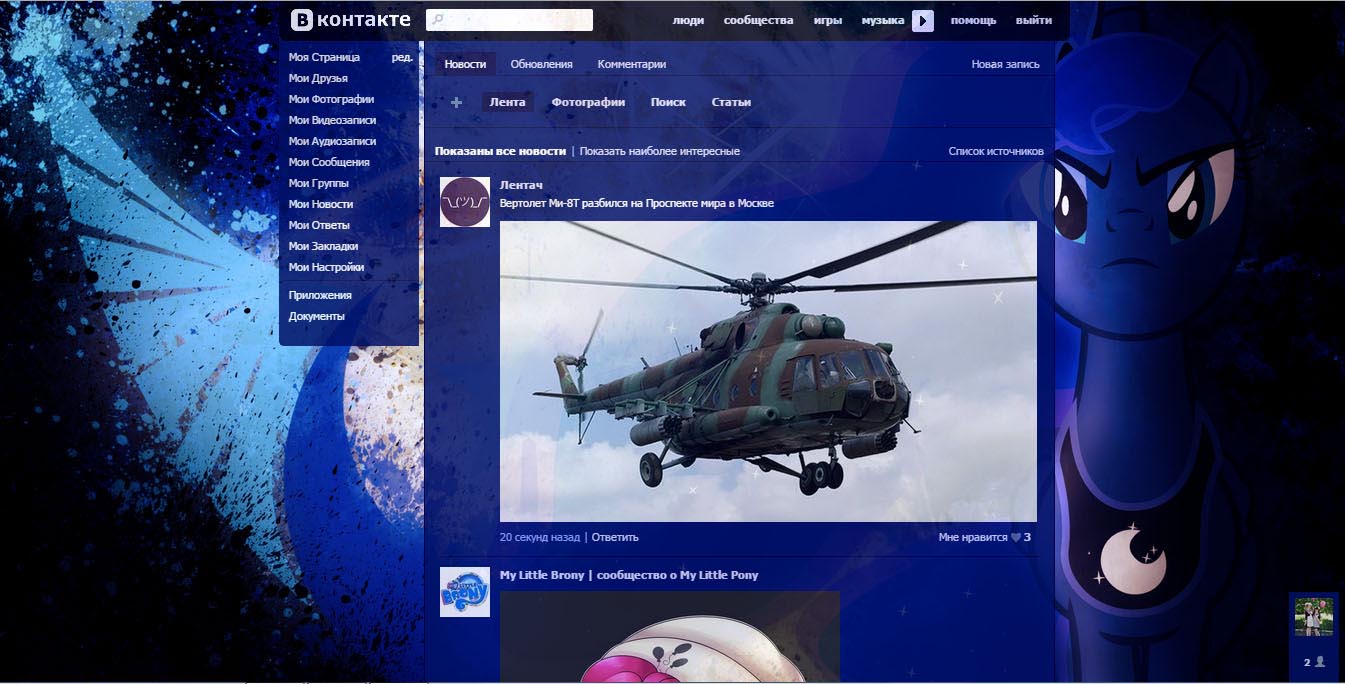 В контакте
люди сообщества игры музыка помощь выйти
Моя Страница ред.
Мои Друзья
Мои Фотографии
Мои Видеозаписи
Мои Аудиозаписи
Мои Сообщения
Мои Группы
Мои Новости
Мои Ответы
Мои Закладки
Мои Настройки
Приложения
Документы
Новости Обновления Комментарии Новая запись
Лента Фотографии Поиск Статьи
Показаны все новости | Показать наиболее интересные Список источников
Лентач
¯\_(ツ)_/¯
Вертолет Ми-8Т разбился на Проспекте мира в Москве
20 секунд назад | Ответить Мне нравится 3
My Little Brony | сообщество о My Little Pony
BRONY
2